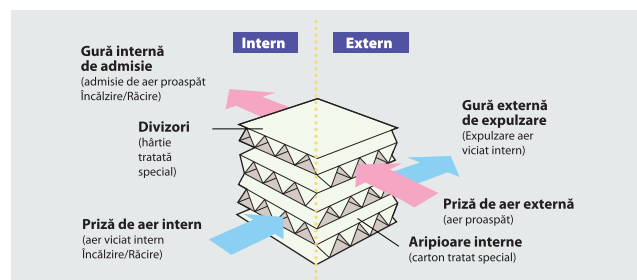 Intern
Extern
Gură internă
de admisie
(admisie de aer proaspăt
Încălzire/Răcire)
Divizori
(hârtie
tratată
special)
Priză de aer intern
(aer viciat intern
Încălzire/Răcire)
Gură externă
de expulzare
(Expulzare aer
viciat intern)
Priză de aer externă
(aer proaspăt)
Aripioare interne
(carton tratat special)